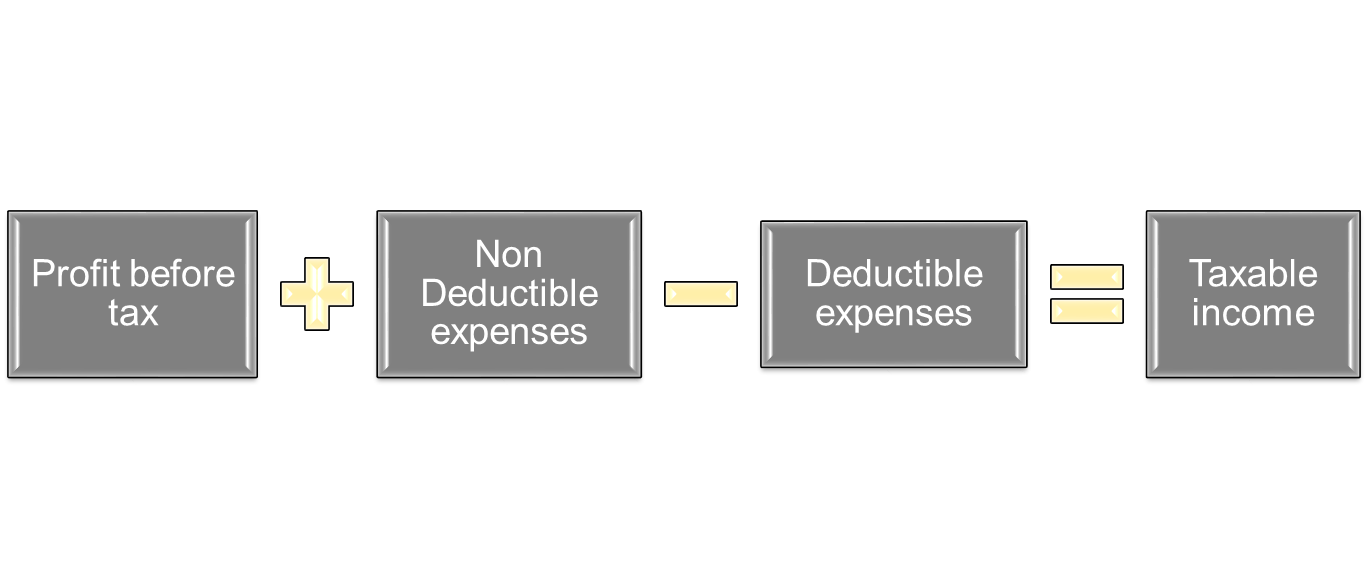 Profit before
tax
Non
Deductible
expenses
Deductible
expenses
Taxable
income